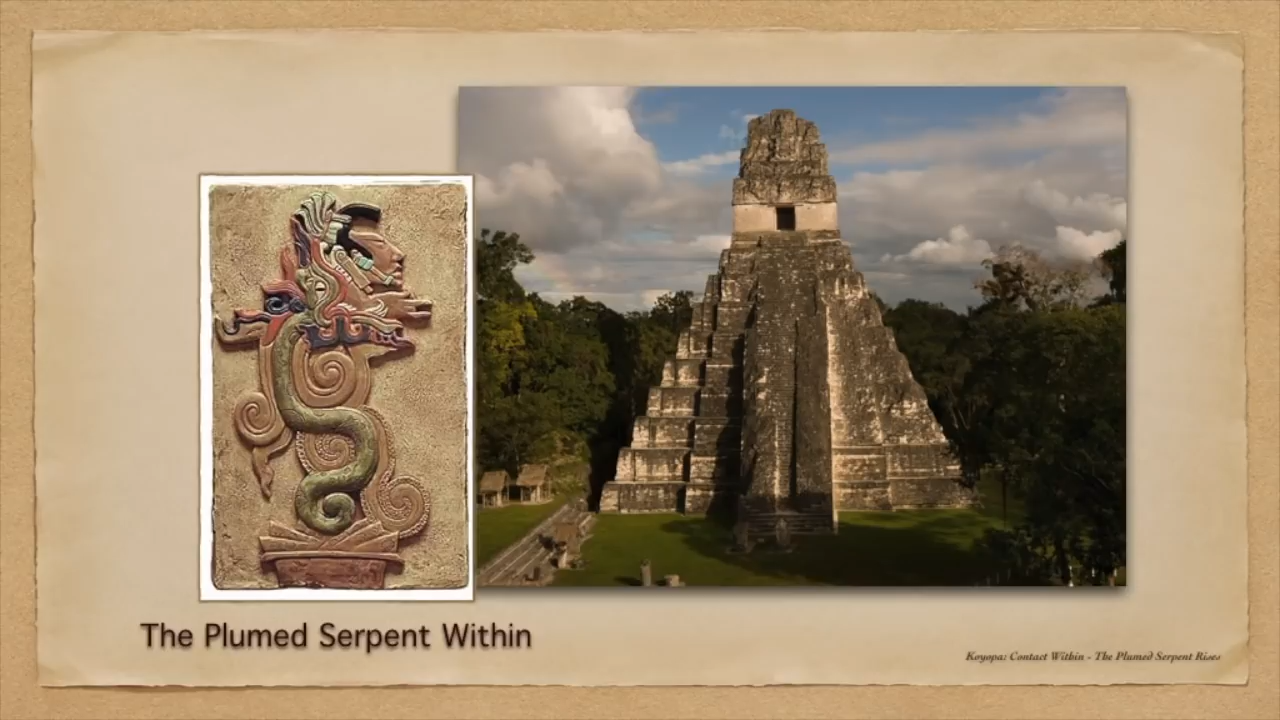 The Plumed Serpent Within
Koyopa: Contact Within - The Plumed Serpent Rises